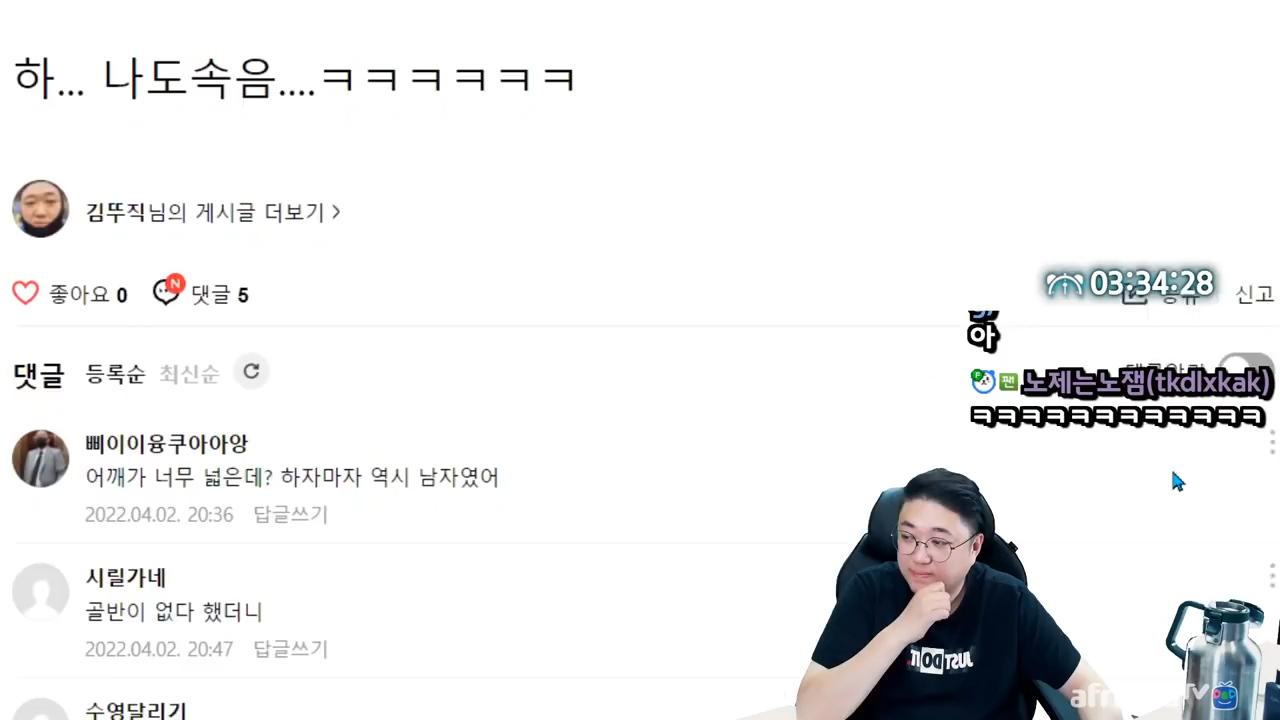 하... 나도속음....ㅋㅋㅋㅋㅋㅋ
김뚜직님의 게시글 더보기 >
좋아요 0 N 댓글 5
03:34:28
신고
아
댓글 등록순 최신순
F 팬 노제는노잼(tkdlxkak)
ㅋㅋㅋㅋㅋㅋㅋㅋㅋㅋㅋㅋ
삐이이융쿠아아앙
어깨가 너무 넓은데? 하자마자 역시 남자였어
2022.04.02. 20:36 답글쓰기
시릴가네
골반이 없다 했더니
2022.04.02. 20:47 답글쓰기
JUST DO IT.
수영달리기